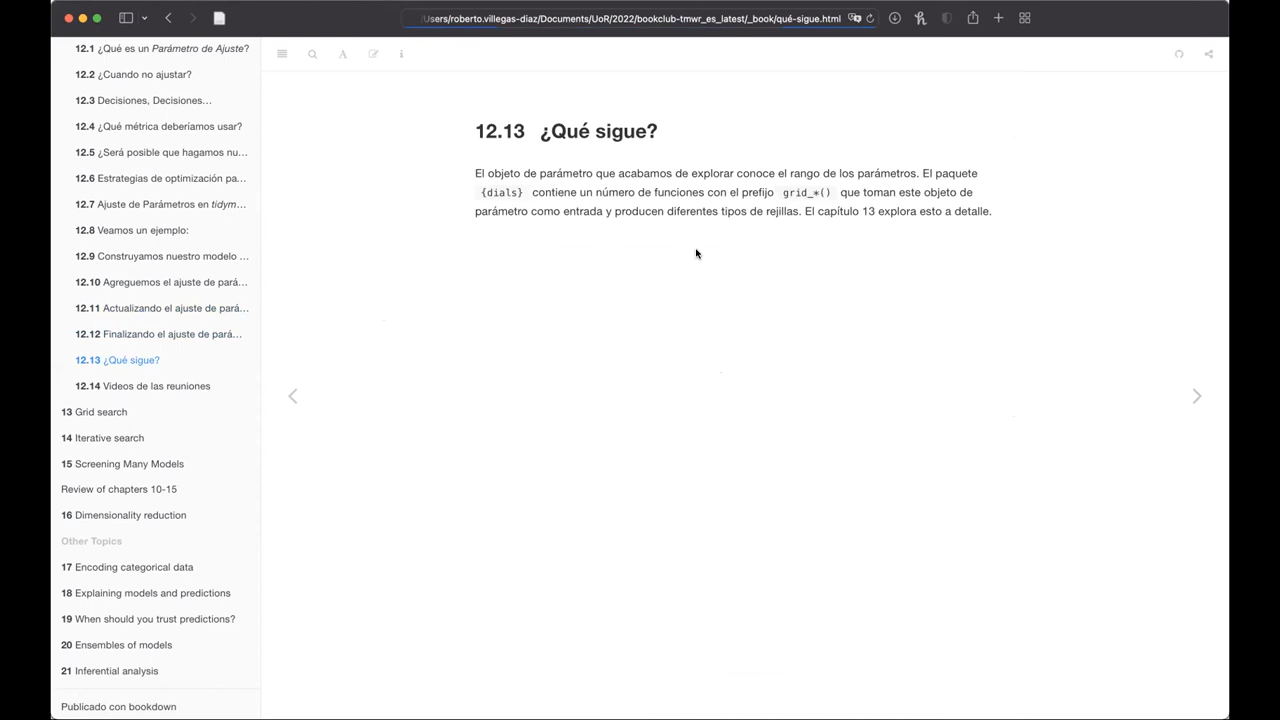 Users/roberto.villegas-diaz/Documents/UoR/2022/bookclub-tmwr_es_latest/_book/qué-sigue.html
12.1 ¿Qué es un Parámetro de Ajuste?
12.2 ¿Cuando no ajustar?
12.3 Decisiones, Decisiones…
12.4 ¿Qué métrica deberíamos usar?
12.5 ¿Será posible que hagamos nu…
12.6 Estrategias de optimización pa…
12.7 Ajuste de Parámetros en tidym…
12.8 Veamos un ejemplo:
12.9 Construyamos nuestro modelo …
12.10 Agreguemos el ajuste de pará…
12.11 Actualizando el ajuste de pará…
12.12 Finalizando el ajuste de pará…
12.13 ¿Qué sigue?
12.14 Videos de las reuniones
13 Grid search
14 Iterative search
15 Screening Many Models
Review of chapters 10-15
16 Dimensionality reduction
Other Topics
17 Encoding categorical data
18 Explaining models and predictions
19 When should you trust predictions?
20 Ensembles of models
21 Inferential analysis
Publicado con bookdown
A
12.13 ¿Qué sigue?
El objeto de parámetro que acabamos de explorar conoce el rango de los parámetros. El paquete
{dials} contiene un número de funciones con el prefijo grid_*() que toman este objeto de
parámetro como entrada y producen diferentes tipos de rejillas. El capítulo 13 explora esto a detalle.